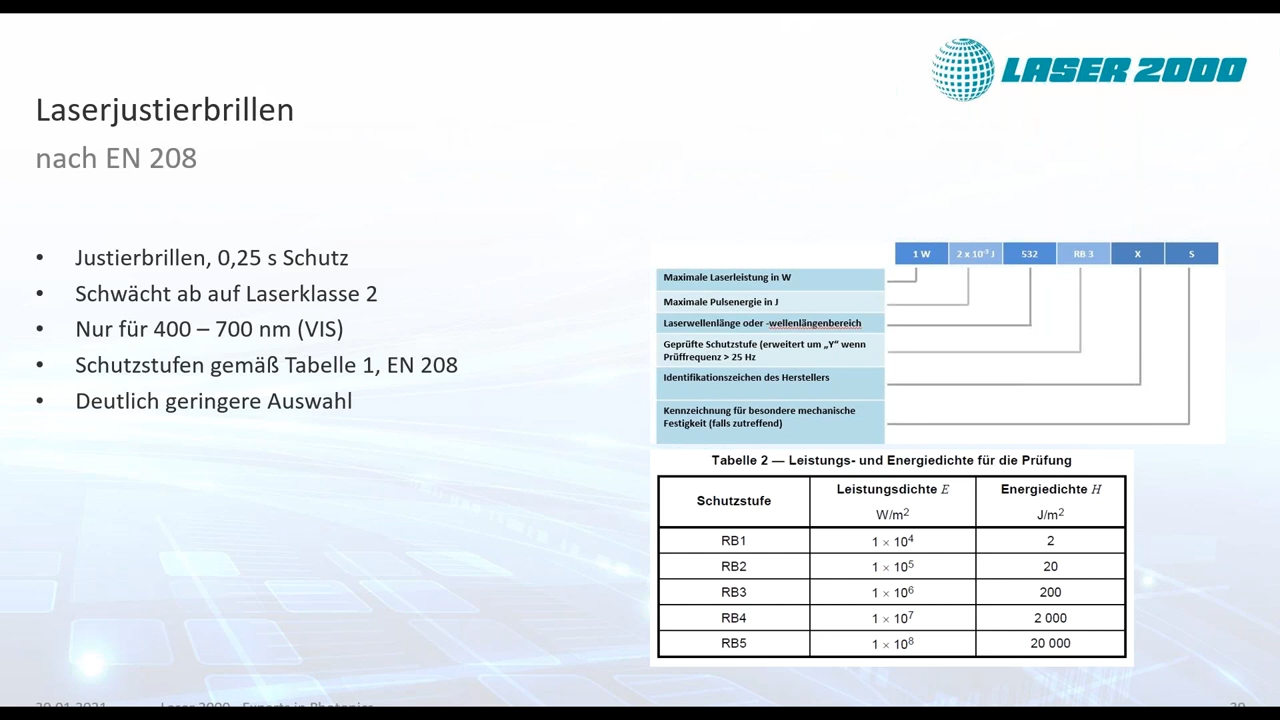 LASER 2000
Laserjustierbrillen
nach EN 208
• Justierbrillen, 0,25 s Schutz
• Schwächt ab auf Laserklasse 2
• Nur für 400 – 700 nm (VIS)
• Schutzstufen gemäß Tabelle 1, EN 208
• Deutlich geringere Auswahl
1 W 2 x 10⁻³ J 532 RB 3 X S
Maximale Laserleistung in W
Maximale Pulsenergie in J
Laserwellenlänge oder -wellenlängenbereich
Geprüfte Schutzstufe (erweitert um „Y“ wenn
Prüffrequenz > 25 Hz
Identifikationszeichen des Herstellers
Kennzeichnung für besondere mechanische
Festigkeit (falls zutreffend)
Tabelle 2 — Leistungs- und Energiedichte für die Prüfung
Schutzstufe Leistungsdichte E Energiedichte H
W/m² J/m²
RB1 1 × 10⁴ 2
RB2 1 × 10⁵ 20
RB3 1 × 10⁶ 200
RB4 1 × 10⁷ 2 000
RB5 1 × 10⁸ 20 000